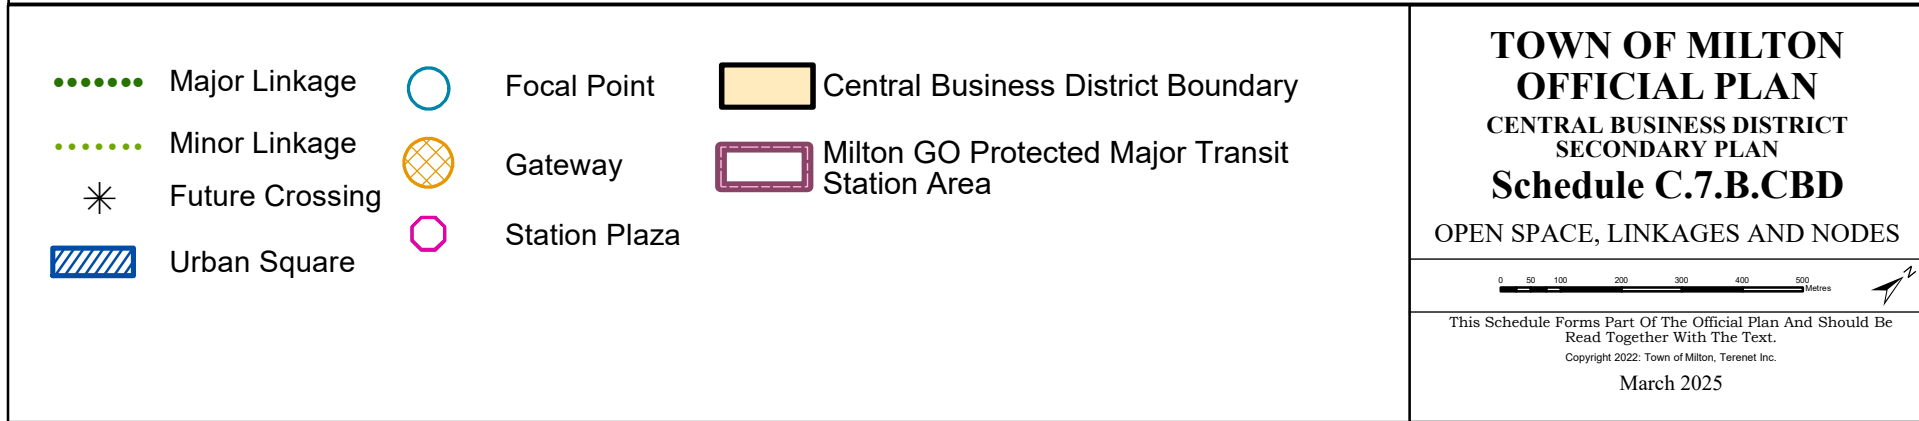 Major Linkage
Minor Linkage
Future Crossing
Urban Square
Focal Point
Gateway
Station Plaza
Central Business District Boundary
Milton GO Protected Major Transit
Station Area
TOWN OF MILTON
OFFICIAL PLAN
CENTRAL BUSINESS DISTRICT
SECONDARY PLAN
Schedule C.7.B.CBD
OPEN SPACE, LINKAGES AND NODES
0 50 100 200 300 400 500
Metres
N
This Schedule Forms Part Of The Official Plan And Should Be
Read Together With The Text.
Copyright 2022: Town of Milton, Terenet Inc.
March 2025